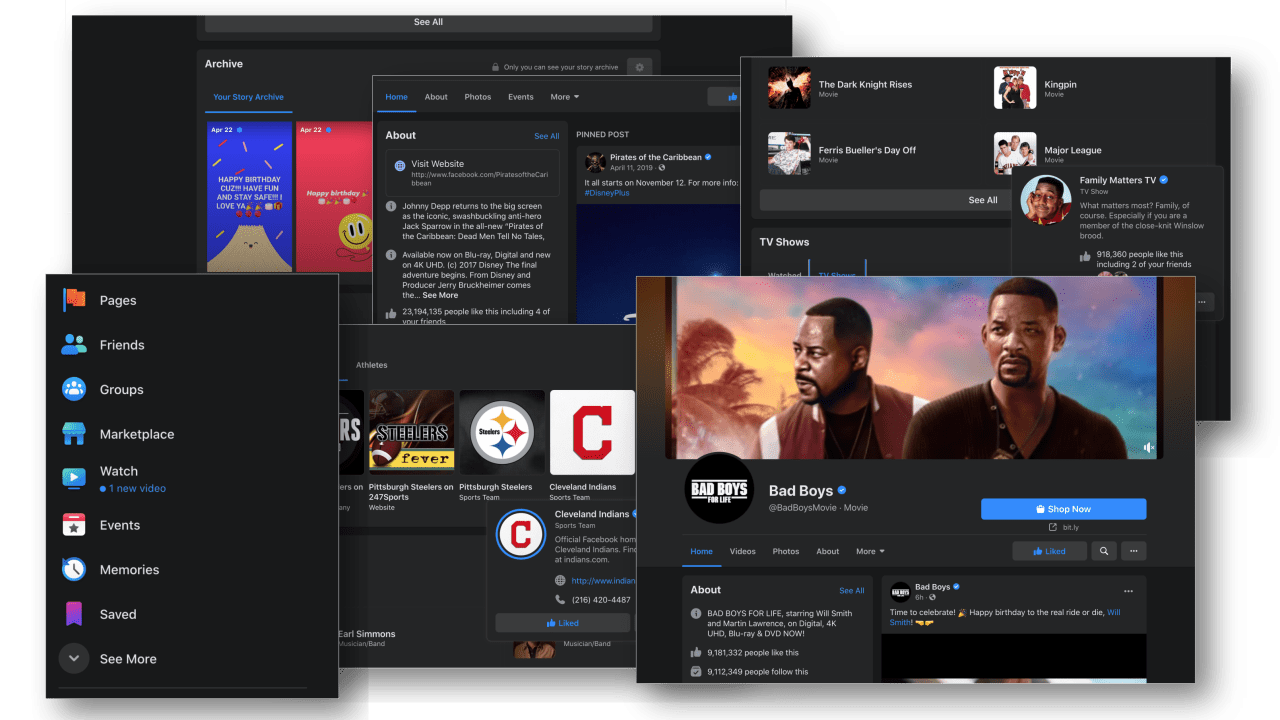 See All
Archive
Only you can see your story archive
Your Story Archive
Apr 22
HAPPY BIRTHDAY
CUZ!!! HAVE FUN
AND STAY SAFE!!! I
LOVE YA
Apr 22
Happy birthday
Home About Photos Events More
About See All
Visit Website
http://www.facebook.com/PiratesoftheCari
bbean
Johnny Depp returns to the big screen
as the iconic, swashbuckling anti-hero
Jack Sparrow in the all-new “Pirates of
the Caribbean: Dead Men Tell No Tales,
Available now on Blu-ray, Digital and new
on 4K UHD. (c) 2017 Disney The final
adventure begins. From Disney and
Producer Jerry Bruckheimer comes
the... See More
23,194,135 people like this including 4 of
your friends
PINNED POST
Pirates of the Caribbean
April 11, 2019 ·
It all starts on November 12. For more info:
#DisneyPlus
The Dark Knight Rises
Movie
Kingpin
Movie
Ferris Bueller's Day Off
Movie
Major League
Movie
See All
TV Shows
Watched TV Shows
Family Matters TV
TV Show
What matters most? Family, of
course. Especially if you are a
member of the close-knit Winslow
brood.
918,360 people like this
including 2 of your friends
Pages
Friends
Groups
Marketplace
Watch
1 new video
Events
Memories
Saved
See More
Athletes
RS
STEELERS
fever
Steelers
C
ers on
any
Pittsburgh Steelers on
247Sports
Website
Pittsburgh Steelers
Sports Team
Cleveland Indians
Sports Team
C
Cleveland Indians
Sports Team
Official Facebook hom
Cleveland Indians. Find
at indians.com.
http://www.indian
(216) 420-4487
Liked
Earl Simmons
Musician/Band
Musician/Band
BAD BOYS
FOR LIFE
Bad Boys
@BadBoysMovie · Movie
Shop Now
bit.ly
Home Videos Photos About More
Liked
About See All
BAD BOYS FOR LIFE, starring Will Smith
and Martin Lawrence, on Digital, 4K
UHD, Blu-ray & DVD NOW!
9,181,332 people like this
9,112,349 people follow this
BAD BOYS
Bad Boys
6h ·
Time to celebrate! Happy birthday to the real ride or die, Will
Smith!